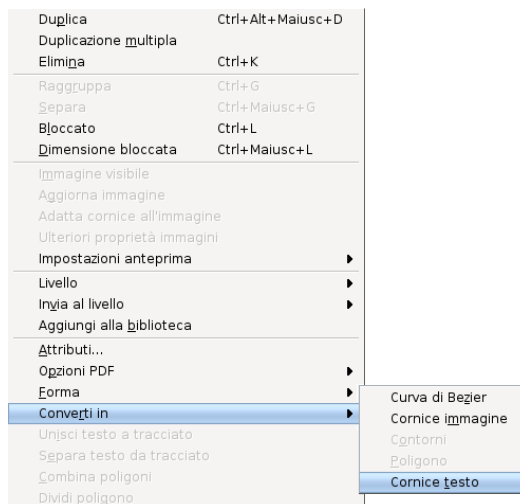 Duplica Ctrl+Alt+Maiusc+D
Duplicazione multipla
Elimina Ctrl+K
Raggruppa Ctrl+G
Separa Ctrl+Maiusc+G
Bloccato Ctrl+L
Dimensione bloccata Ctrl+Maiusc+L
Immagine visibile
Aggiorna immagine
Adatta cornice all'immagine
Ulteriori proprietà immagini
Impostazioni anteprima
Livello
Invia al livello
Aggiungi alla biblioteca
Attributi...
Opzioni PDF
Forma
Converti in
Unisci testo a tracciato
Separa testo da tracciato
Combina poligoni
Dividi poligono
Curva di Bezier
Cornice immagine
Contorni
Poligono
Cornice testo